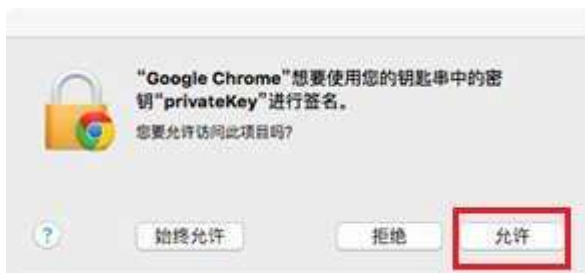 “Google Chrome”想要使用您的钥匙串中的密
钥“privateKey”进行签名。
您要允许访问此项目吗?
? 始终允许 拒绝 允许